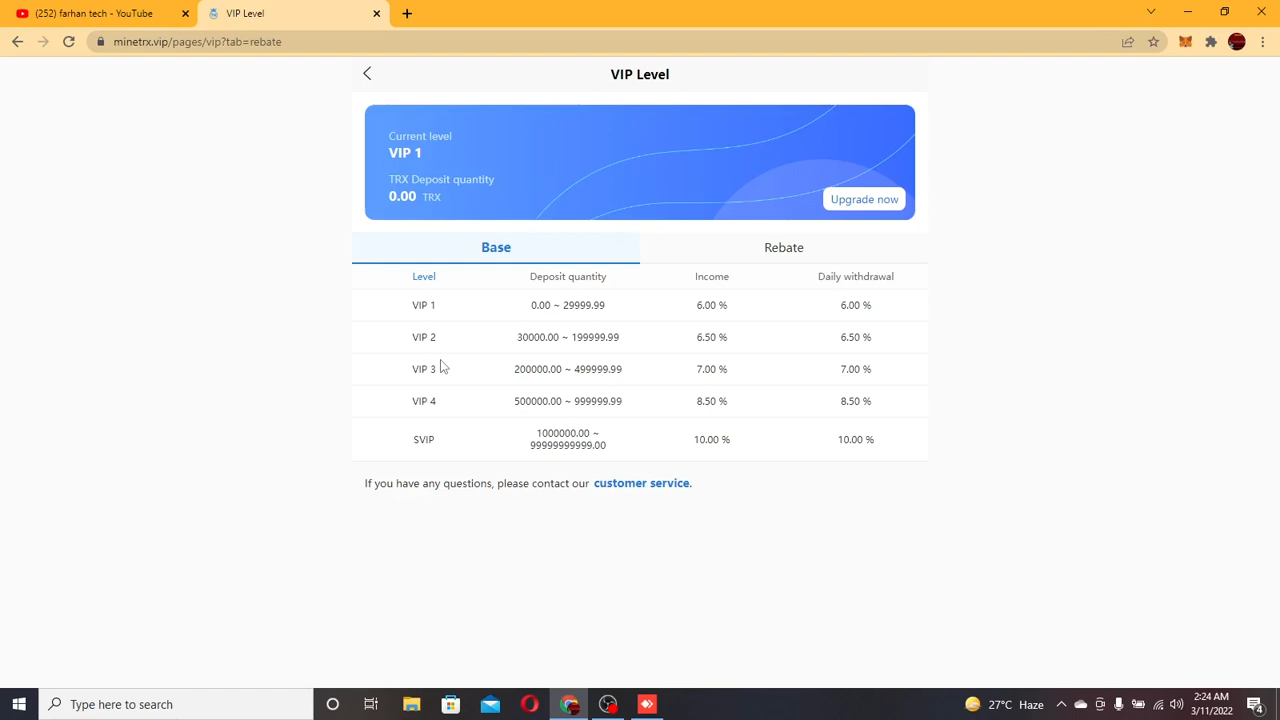 (252) farhan tech - YouTube
VIP Level
minetrx.vip/pages/vip?tab=rebate
VIP Level
Current level
VIP 1
TRX Deposit quantity
0.00 TRX
Upgrade now
Base Rebate
Level Deposit quantity Income Daily withdrawal
VIP 1 0.00 ~ 29999.99 6.00 % 6.00 %
VIP 2 30000.00 ~ 199999.99 6.50 % 6.50 %
VIP 3 200000.00 ~ 499999.99 7.00 % 7.00 %
VIP 4 500000.00 ~ 999999.99 8.50 % 8.50 %
SVIP 1000000.00 ~ 99999999999.00 10.00 % 10.00 %
If you have any questions, please contact our customer service.
Type here to search
27°C Haze
2:24 AM
3/11/2022
4